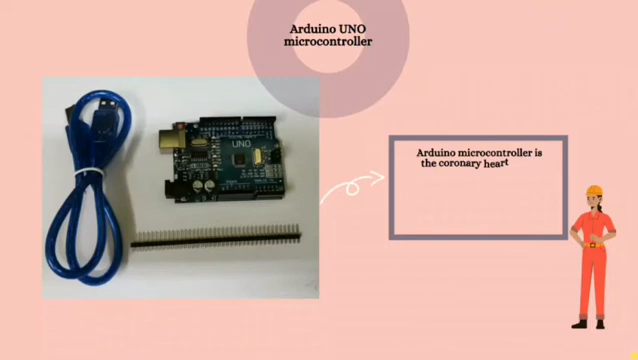 Arduino UNO
microcontroller
UNO
Arduino microcontroller is
the coronary heart